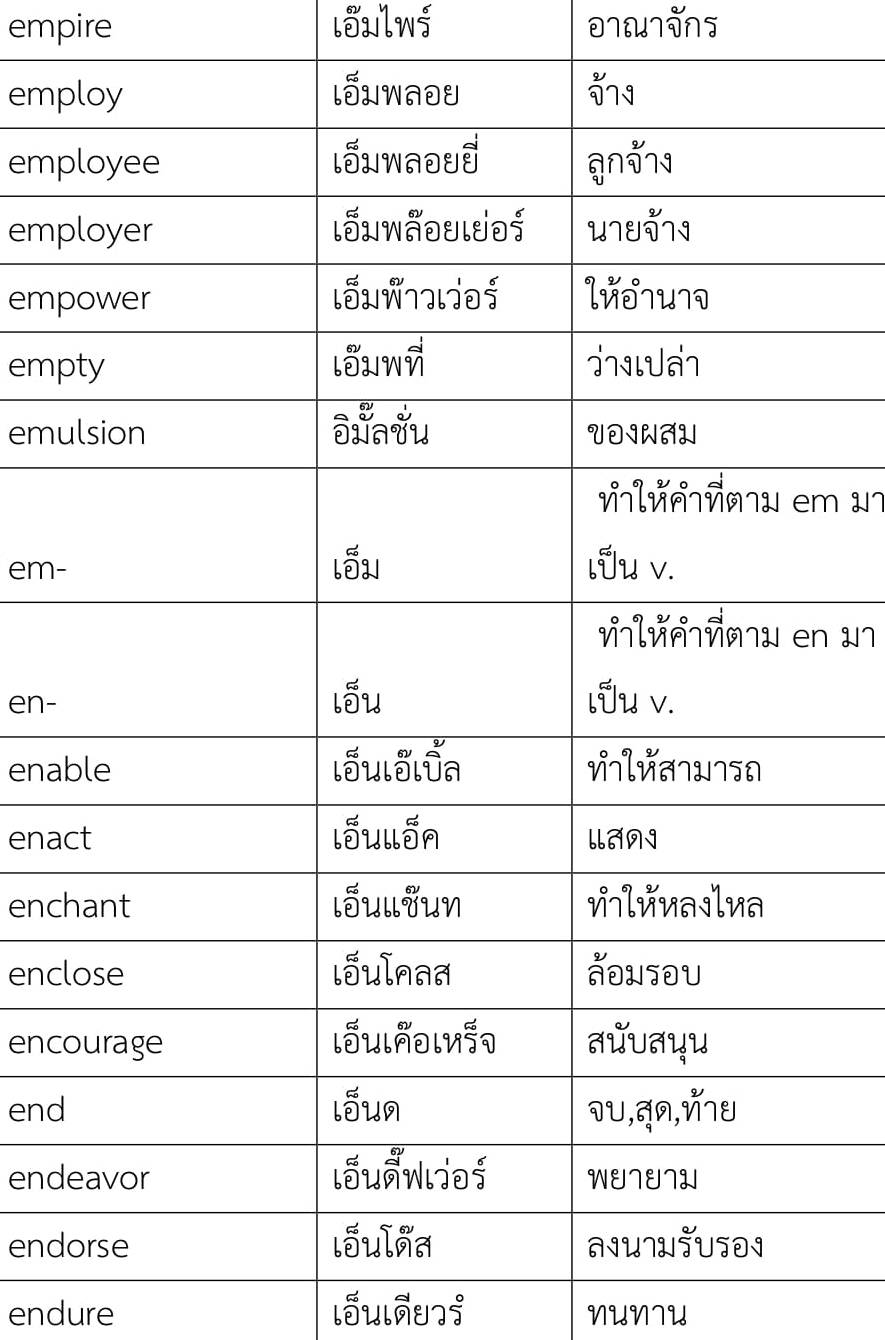 empire เอ๊มไพร์ อาณาจักร
employ เอ็มพลอย จ้าง
employee เอ็มพลอยยี่ ลูกจ้าง
employer เอ็มพล๊อยเย่อร์ นายจ้าง
empower เอ็มพ๊าวเว่อร์ ให้อำนาจ
empty เอ๊มพที่ ว่างเปล่า
emulsion อิมั๊ลชั่น ของผสม
ทำให้คำที่ตาม em มา
em- เอ็ม เป็น v.
ทำให้คำที่ตาม en มา
en- เอ็น เป็น v.
enable เอ็นเอ๊เบิ้ล ทำให้สามารถ
enact เอ็นแอ็ค แสดง
enchant เอ็นแช๊นท ทำให้หลงไหล
enclose เอ็นโคลส ล้อมรอบ
encourage เอ็นเค๊อเหร็จ สนับสนุน
end เอ็นด จบ,สุด,ท้าย
endeavor เอ็นดี๊ฟเว่อร์ พยายาม
endorse เอ็นโด๊ส ลงนามรับรอง
endure เอ็นเดียวรํ ทนทาน